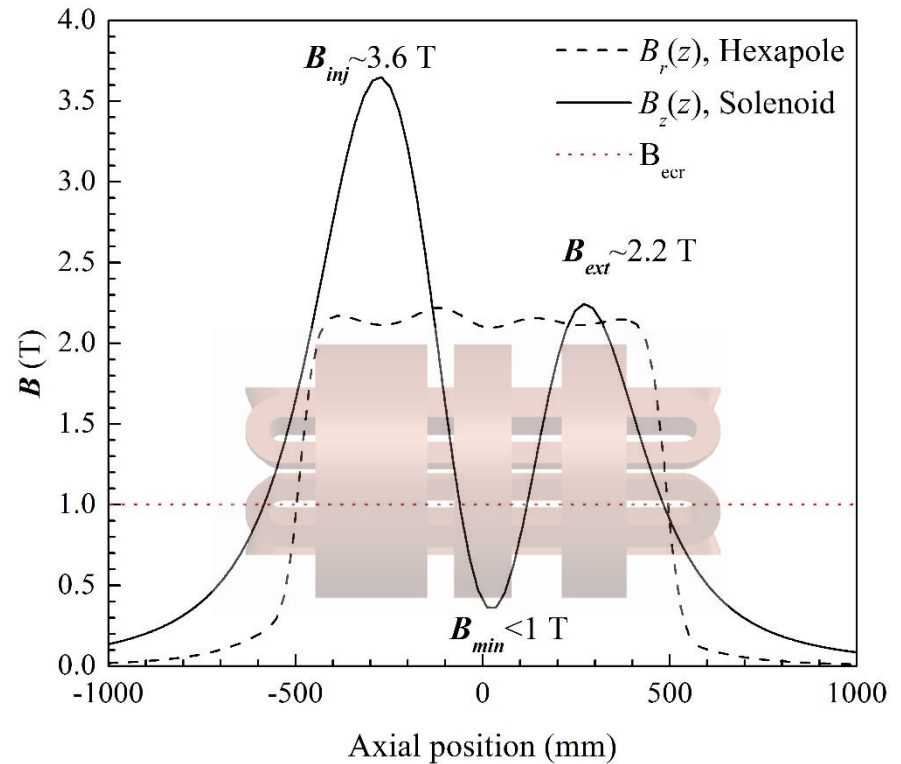 B_inj~3.6 T
B_r(z), Hexapole
B_z(z), Solenoid
B_ecr
B_ext~2.2 T
B_min<1 T
B (T)
4.0
3.5
3.0
2.5
2.0
1.5
1.0
0.5
0.0
-1000
-500
0
500
1000
Axial position (mm)